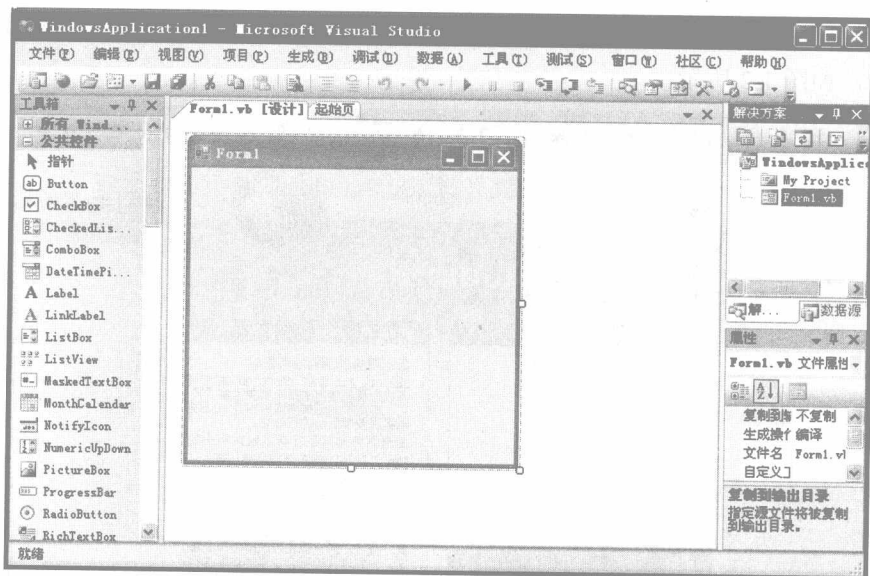 WindowsApplication1 - Microsoft Visual Studio
文件(F) 编辑(E) 视图(V) 项目(P) 生成(B) 调试(D) 数据(A) 工具(T) 测试(S) 窗口(W) 社区(C) 帮助(H)
工具箱
所有 Wind...
公共控件
指针
Button
CheckBox
CheckedLis...
ComboBox
DateTimePi...
Label
LinkLabel
ListBox
ListView
MaskedTextBox
MonthCalendar
NotifyIcon
NumericUpDown
PictureBox
ProgressBar
RadioButton
RichTextBox
Form1.vb [设计] 起始页
Form1
解决方案
WindowsApplic
My Project
Form1.vb
解... 数据源
属性
Form1.vb 文件属性
复制到 不复制
生成操作 编译
文件名 Form1.v
自定义工
复制到输出目录
指定源文件将被复制
到输出目录。
就绪